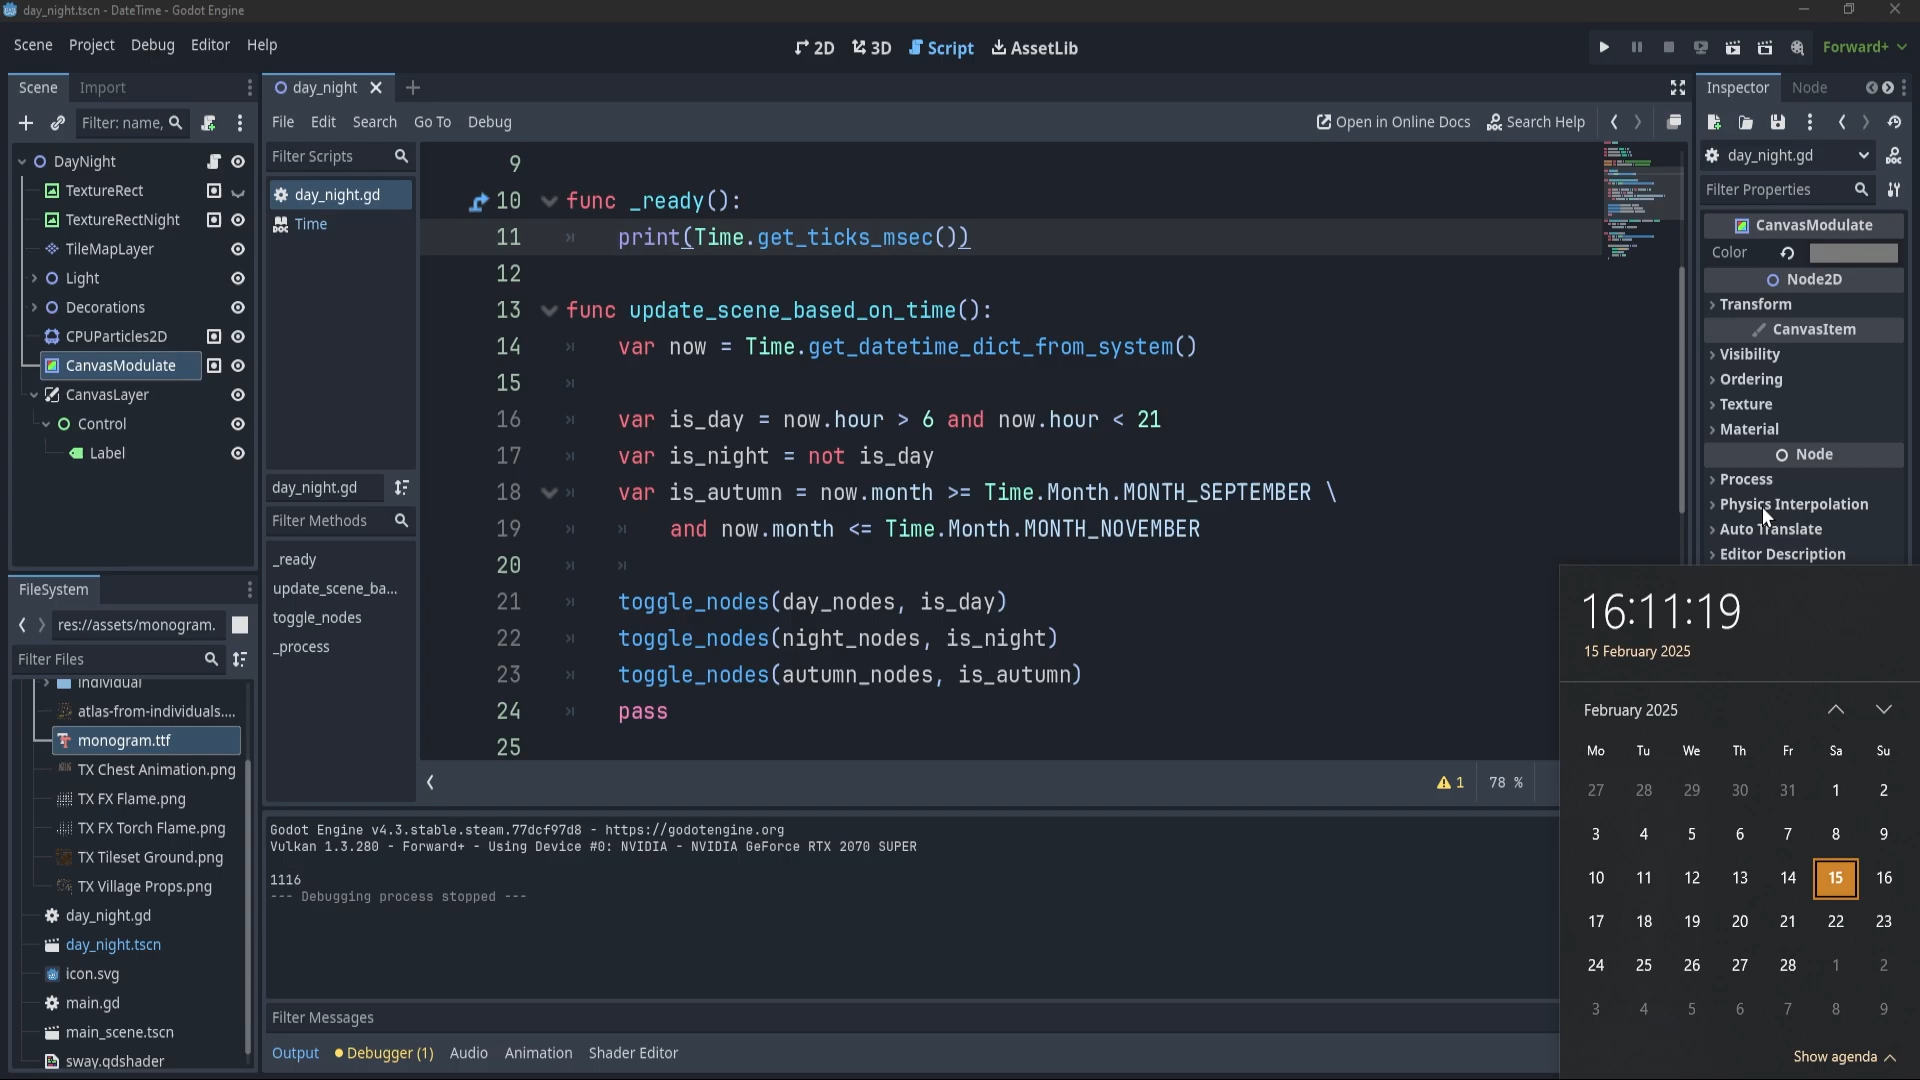 day_night.tscn - DateTime - Godot Engine
Scene Project Debug Editor Help
2D 3D Script AssetLib
Forward+
Scene Import
Filter: name,
DayNight
TextureRect
TextureRectNight
TileMapLayer
Light
Decorations
CPUParticles2D
CanvasModulate
CanvasLayer
Control
Label
FileSystem
res://assets/monogram.
Filter Files
individual
atlas-from-individuals....
monogram.ttf
TX Chest Animation.png
TX FX Flame.png
TX FX Torch Flame.png
TX Tileset Ground.png
TX Village Props.png
day_night.gd
day_night.tscn
icon.svg
main.gd
main_scene.tscn
sway.gdshader
day_night
File Edit Search Go To Debug
Open in Online Docs Search Help
Filter Scripts
day_night.gd
Time
day_night.gd
Filter Methods
_ready
update_scene_ba...
toggle_nodes
_process
9
10 func _ready():
11 print(Time.get_ticks_msec())
12
13 func update_scene_based_on_time():
14 var now = Time.get_datetime_dict_from_system()
15
16 var is_day = now.hour > 6 and now.hour < 21
17 var is_night = not is_day
18 var is_autumn = now.month >= Time.Month.MONTH_SEPTEMBER \
19 and now.month <= Time.Month.MONTH_NOVEMBER
20
21 toggle_nodes(day_nodes, is_day)
22 toggle_nodes(night_nodes, is_night)
23 toggle_nodes(autumn_nodes, is_autumn)
24 pass
25
1 78 %
Godot Engine v4.3.stable.steam.77dcf97d8 - https://godotengine.org
Vulkan 1.3.280 - Forward+ - Using Device #0: NVIDIA - NVIDIA GeForce RTX 2070 SUPER
1116
--- Debugging process stopped ---
Filter Messages
Output Debugger (1) Audio Animation Shader Editor
Inspector Node
day_night.gd
Filter Properties
CanvasModulate
Color
Node2D
Transform
CanvasItem
Visibility
Ordering
Texture
Material
Node
Process
Physics Interpolation
Auto Translate
Editor Description
16:11:19
15 February 2025
February 2025
Mo Tu We Th Fr Sa Su
27 28 29 30 31 1 2
3 4 5 6 7 8 9
10 11 12 13 14 15 16
17 18 19 20 21 22 23
24 25 26 27 28 1 2
3 4 5 6 7 8 9
Show agenda